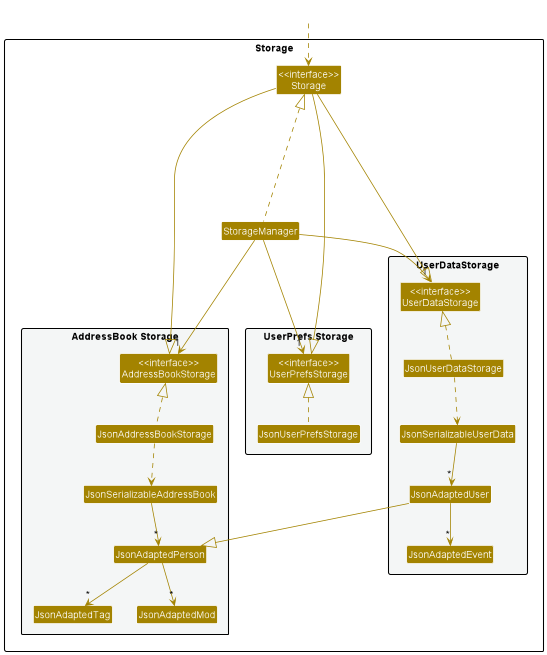 Storage
<<interface>>
Storage
StorageManager
UserDataStorage
<<interface>>
UserDataStorage
AddressBook Storage
UserPrefs Storage
<<interface>>
AddressBookStorage
<<interface>>
UserPrefsStorage
JsonUserDataStorage
JsonAddressBookStorage
JsonUserPrefsStorage
JsonSerializableUserData
*
JsonSerializableAddressBook
JsonAdaptedUser
*
*
JsonAdaptedPerson
JsonAdaptedEvent
*
*
JsonAdaptedTag
JsonAdaptedMod